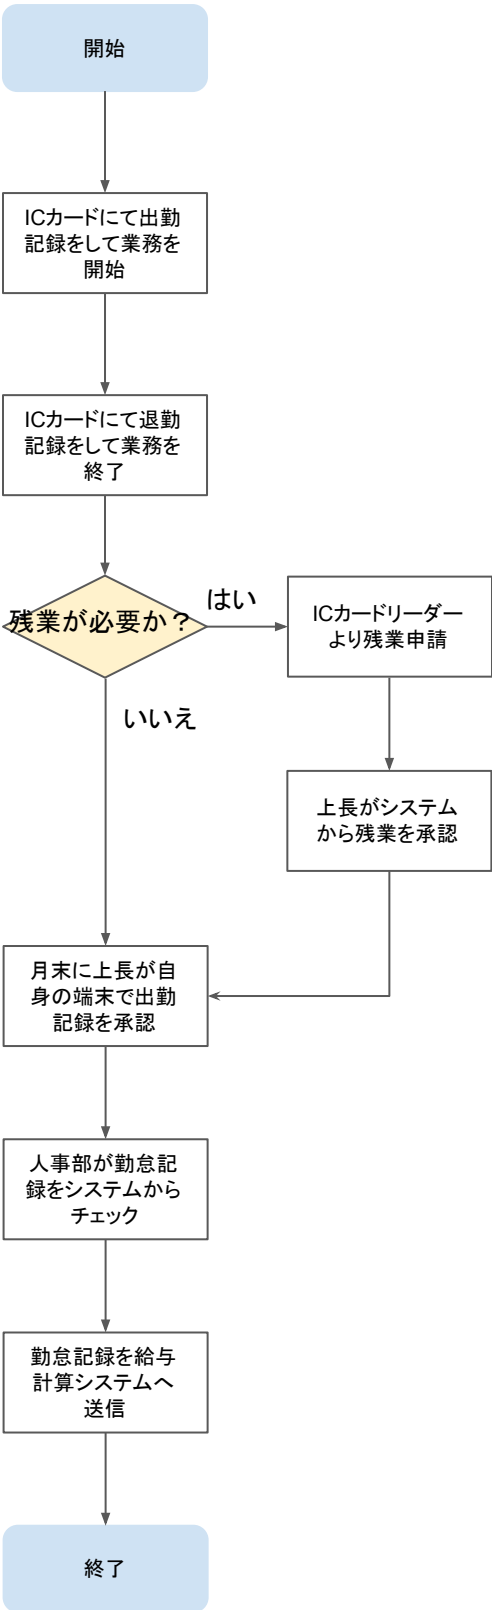 開始
ICカードにて出勤
記録をして業務を
開始
ICカードにて退勤
記録をして業務を
終了
残業が必要か？
はい
ICカードリーダー
より残業申請
いいえ
上長がシステム
から残業を承認
月末に上長が自
身の端末で出勤
記録を承認
人事部が勤怠記
録をシステムから
チェック
勤怠記録を給与
計算システムへ
送信
終了